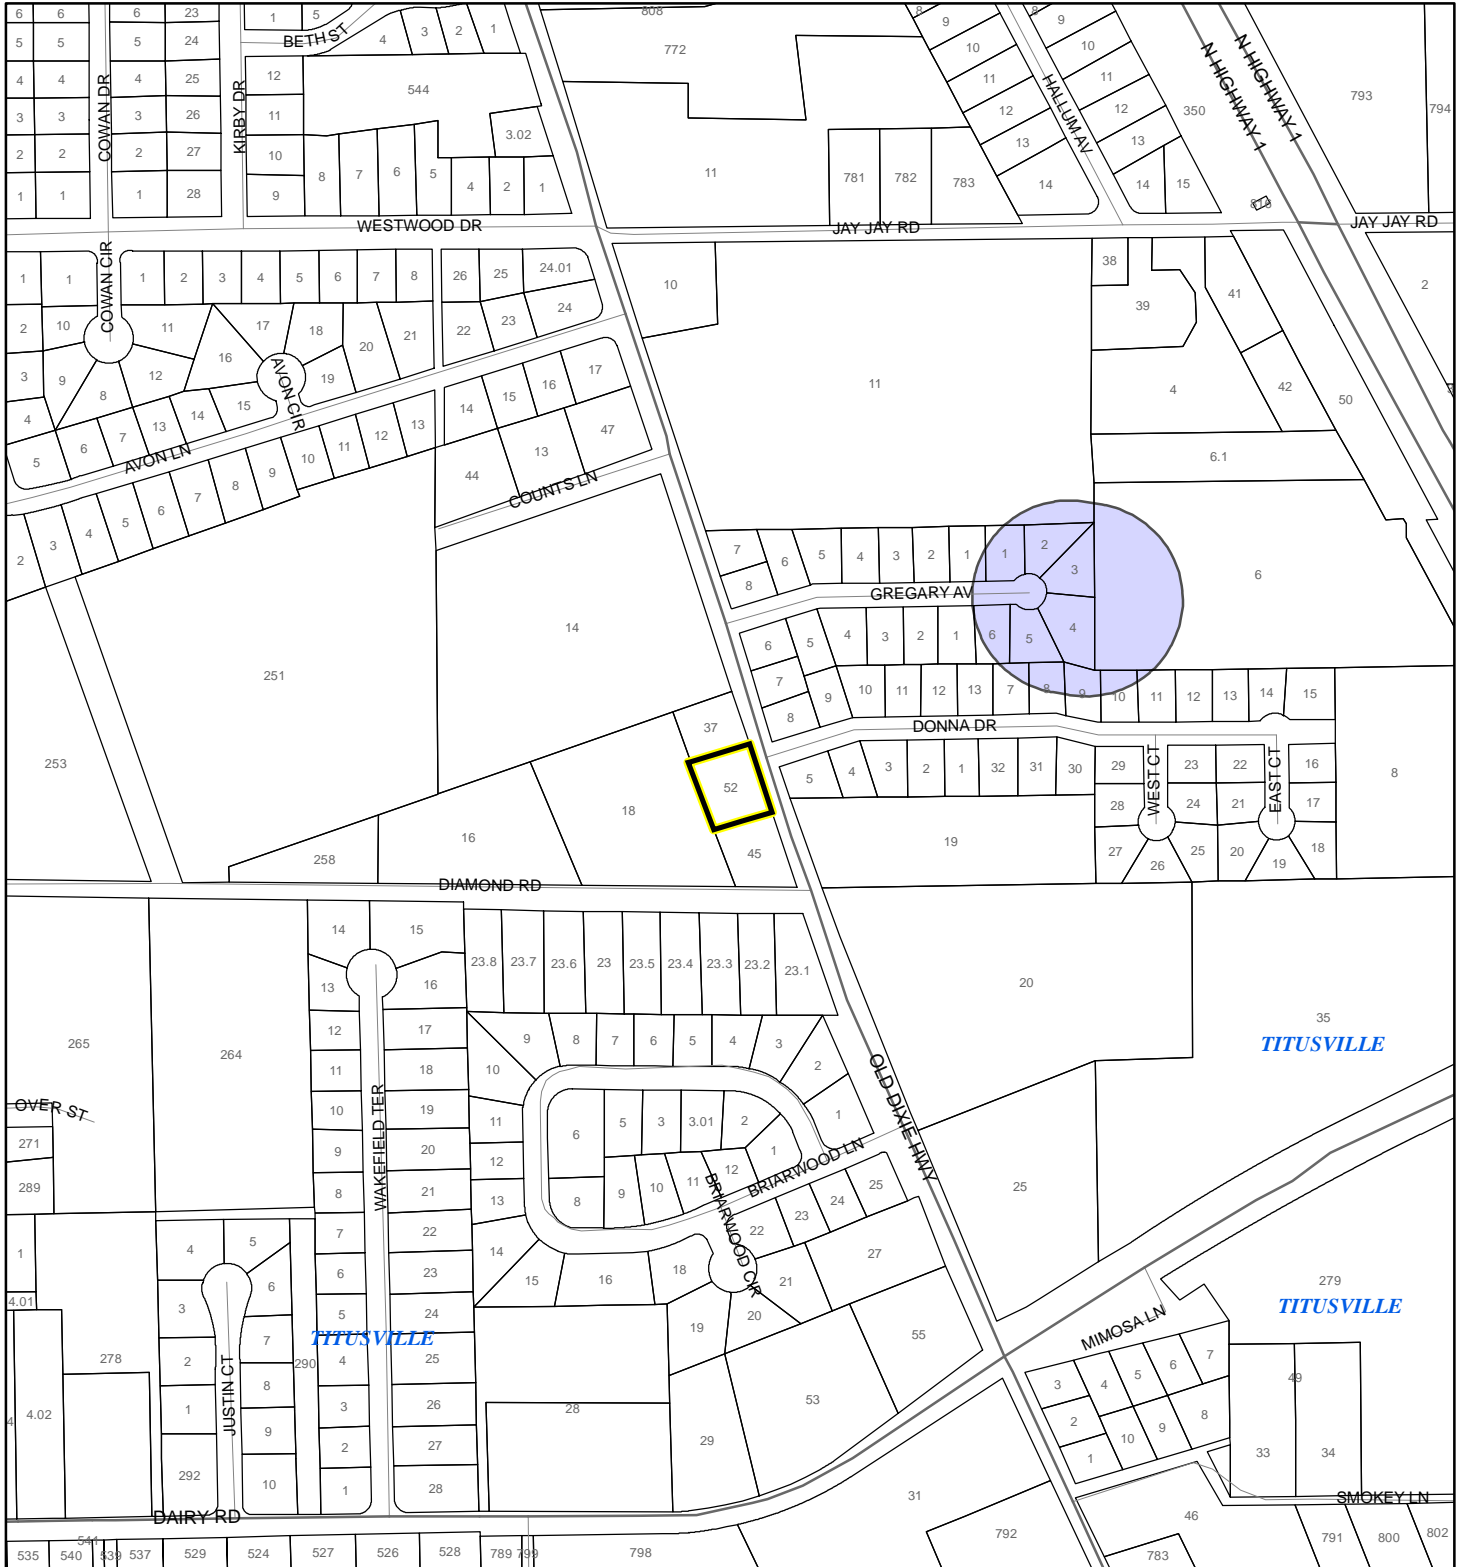 6 6 6 23 1 5 808
BETH ST 4 3 2 1 772 8 9 8 9
5 5 5 24 10 10 N HIGHWAY 1 N HIGHWAY 1
4 4 COWAN DR 4 25 KIRBY DR 12 544 11 HALLUM AV 11 793 794
3 3 3 26 11 3.02 12 12 350
2 2 2 27 10 13 13
1 1 1 28 9 8 7 6 5 4 2 1 11 781 782 783 14 14 15
816
WESTWOOD DR JAY JAY RD JAY JAY RD
1 1 COWAN CIR 1 2 3 4 5 6 7 8 26 25 24.01 10 38 41 2
2 10 11 17 18 20 21 22 23 24 39
3 9 8 12 16 AVON CIR 19 15 16 17 11 4 42 50
4 15 14 14
5 6 7 13 AVON LN 10 11 12 13 13 47 6.1
9 8 7 6 5 4 3 2 44 COUNTS LN
7 6 5 4 3 2 1 1 2 3 6
8 GREGARY AV
14 6 5 4 3 2 1 6 5 4
251 7 9 10 11 12 13 7 8 9 10 11 12 13 14 15
37 8 DONNA DR
253 52 5 4 3 2 1 32 31 30 29 WEST CT 23 22 EAST CT 16 8
18 28 24 21 17
258 16 45 19 27 26 25 20 19 18
DIAMOND RD
14 15 23.8 23.7 23.6 23 23.5 23.4 23.3 23.2 23.1 20
13 16 35
265 264 12 17 9 8 7 6 5 4 3 TITUSVILLE
11 18 10 2 OLD DIXIE HWY
OVER ST 10 WAKEFIELD TER 19 11 6 5 3 3.01 2 1
271 9 20 12 1 BRIARWOOD LN
289 8 21 13 8 9 10 11 12 BRIARWOOD CIR 22 23 24 25 25
1 4 5 7 22 14 27
6 6 23 15 16 18 21 279
4.01 3 5 24 19 20 55 MIMOSA LN TITUSVILLE
7 TITUSVILLE
278 2 290 4 25 3 4 5 6 7 49
4 4.02 1 JUSTIN CT 8 3 26 28 53 2 10 9 8
9 2 27 29 1 33 34
292 10 1 28 31 SMOKEY LN
DAIRY RD 46
541 792 791 800 802
535 540 539 537 529 524 527 526 528 789 799 798 783